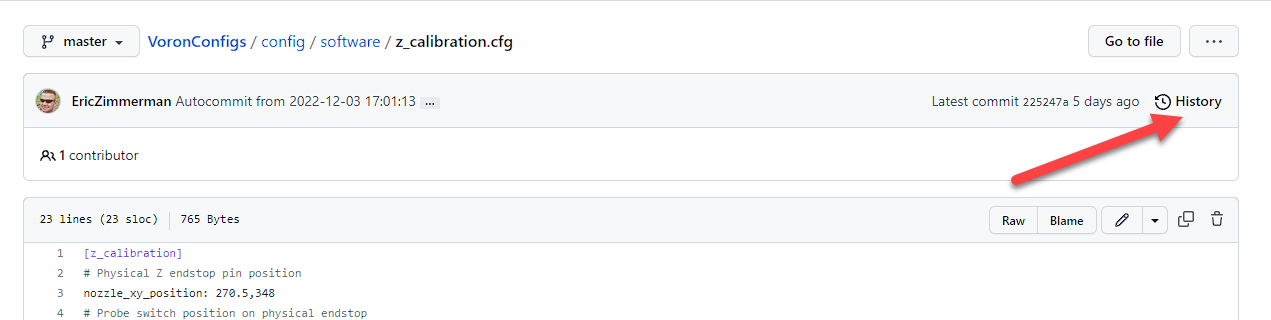 master VoronConfigs / config / software / z_calibration.cfg Go to file ...
EricZimmerman Autocommit from 2022-12-03 17:01:13 ... Latest commit 225247a 5 days ago History
1 contributor
23 lines (23 sloc) 765 Bytes Raw Blame
1 [z_calibration]
2 # Physical Z endstop pin position
3 nozzle_xy_position: 270.5,348
4 # Probe switch position on physical endstop